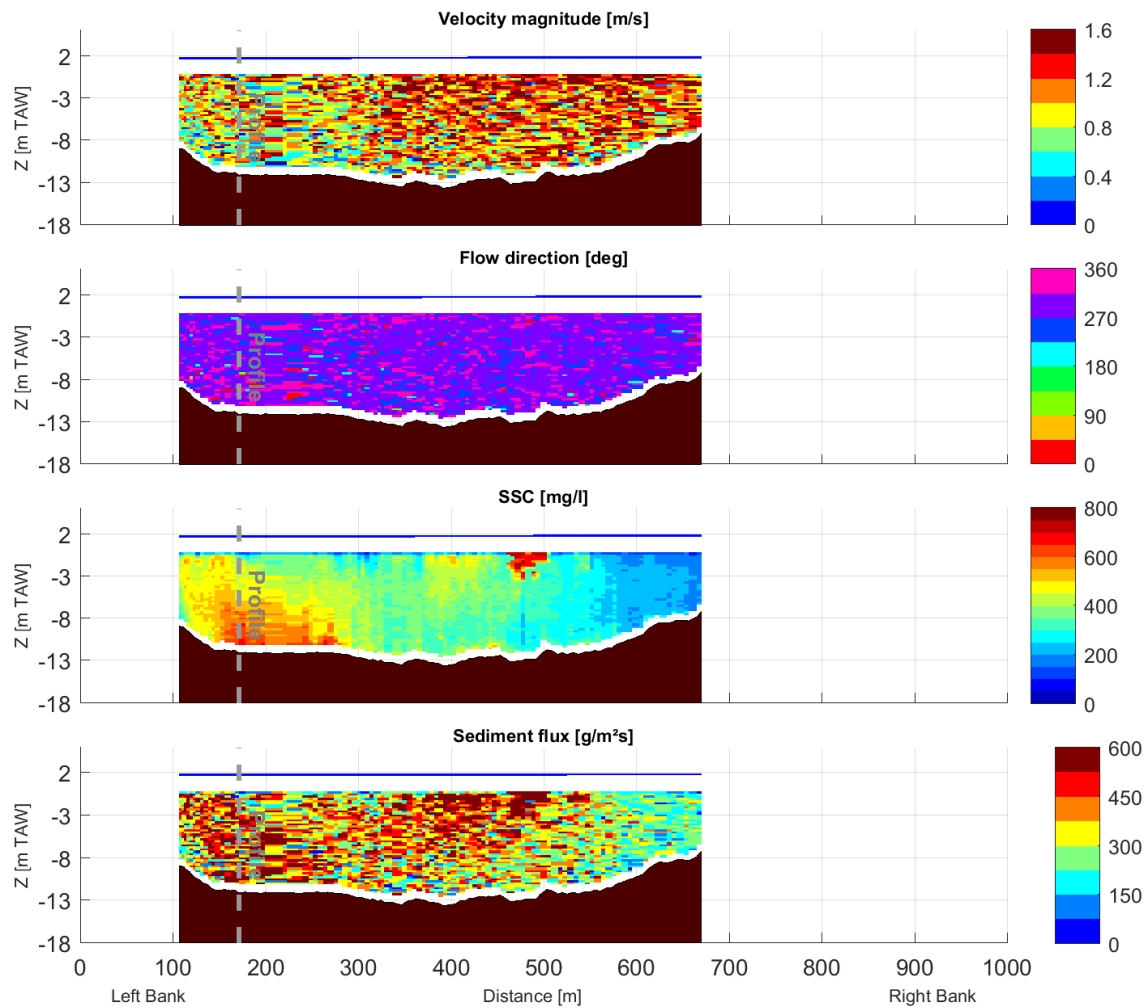 Velocity magnitude [m/s]
Z [m TAW]
2
-3
-8
-13
-18
Profile
1.6
1.2
0.8
0.4
0
Flow direction [deg]
Z [m TAW]
2
-3
-8
-13
-18
Profile
360
270
180
90
0
SSC [mg/l]
Z [m TAW]
2
-3
-8
-13
-18
Profile
800
600
400
200
0
Sediment flux [g/m²s]
Z [m TAW]
2
-3
-8
-13
-18
Profile
600
450
300
150
0
0 100 200 300 400 500 600 700 800 900 1000
Left Bank Distance [m] Right Bank